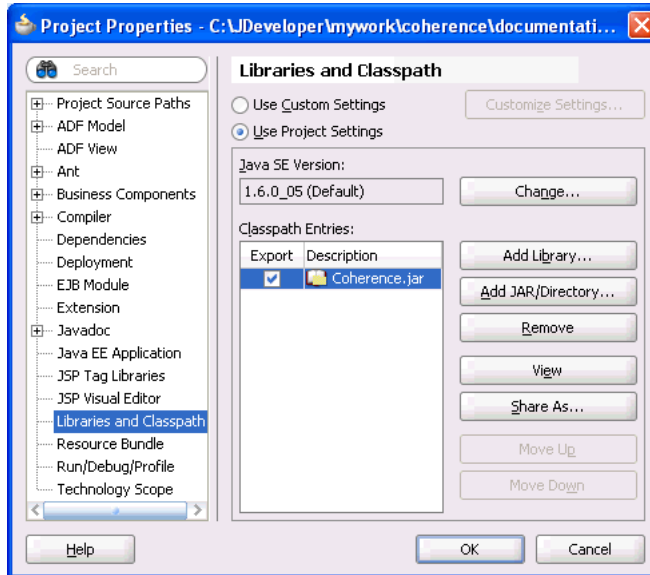 Project Properties - C:\JDeveloper\mywork\coherence\documentati...
Search
Project Source Paths
ADF Model
ADF View
Ant
Business Components
Compiler
Dependencies
Deployment
EJB Module
Extension
Javadoc
Java EE Application
JSP Tag Libraries
JSP Visual Editor
Libraries and Classpath
Resource Bundle
Run/Debug/Profile
Technology Scope
Libraries and Classpath
Use Custom Settings
Customize Settings...
Use Project Settings
Java SE Version:
1.6.0_05 (Default)
Change...
Classpath Entries:
Export Description
Coherence.jar
Add Library...
Add JAR/Directory...
Remove
View
Share As...
Move Up
Move Down
Help
OK
Cancel